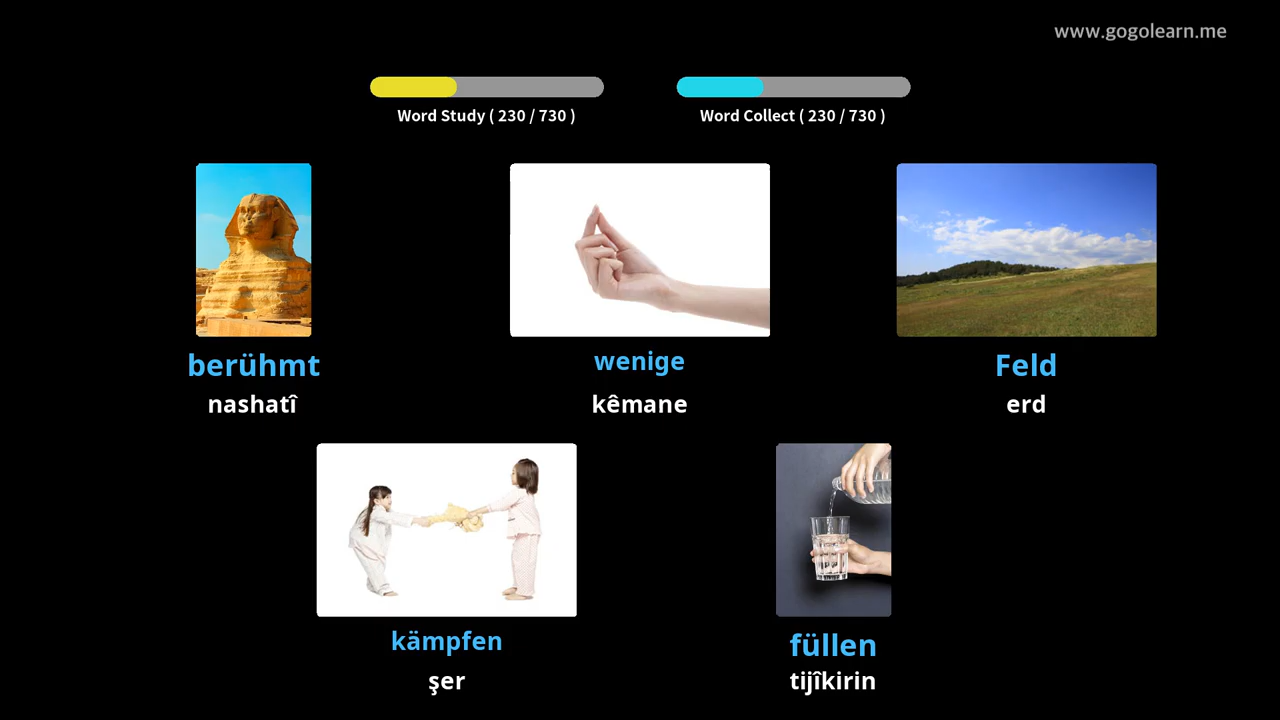 www.gogolearn.me
Word Study ( 230 / 730 )
Word Collect ( 230 / 730 )
berühmt
nashatî
wenige
kêmane
Feld
erd
kämpfen
şer
füllen
tijîkirin